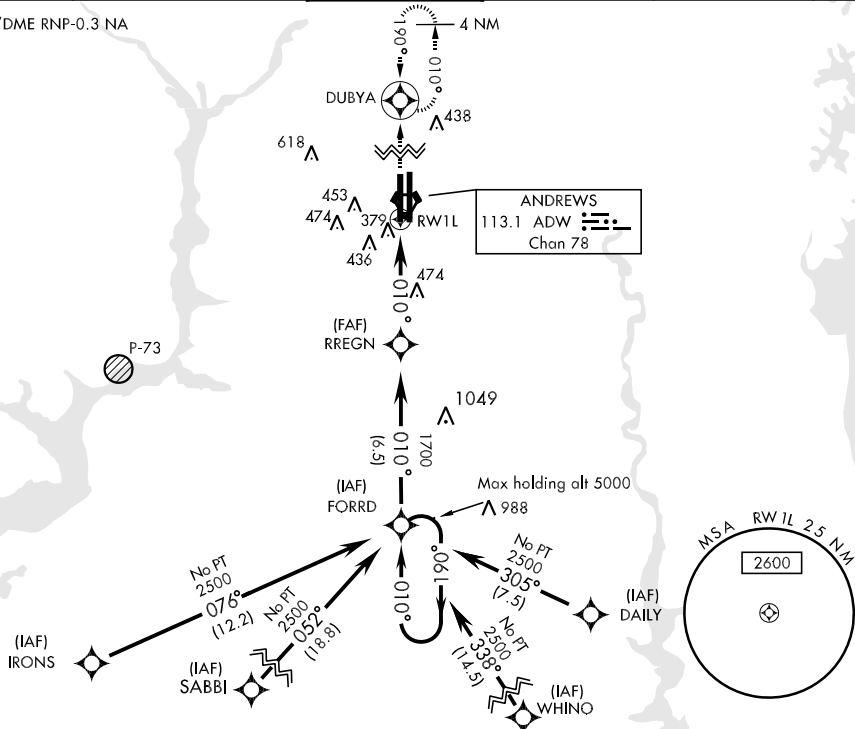 /DME RNP-0.3 NA
4 NM
190°
010°
DUBYA
438
618
453
474
379
RW1L
436
ANDREWS
113.1 ADW
Chan 78
474
010°
(FAF)
RREGN
P-73
1049
010°
1700
(6.5)
(IAF)
FORRD
Max holding alt 5000
988
190°
010°
No PT
2500
076°
(12.2)
No PT
2500
052°
(18.8)
No PT
2500
305°
(7.5)
No PT
2500
338°
(14.5)
(IAF)
IRONS
(IAF)
SABBI
(IAF)
DAILY
(IAF)
WHINO
MSA RW 1L 25 NM
2600